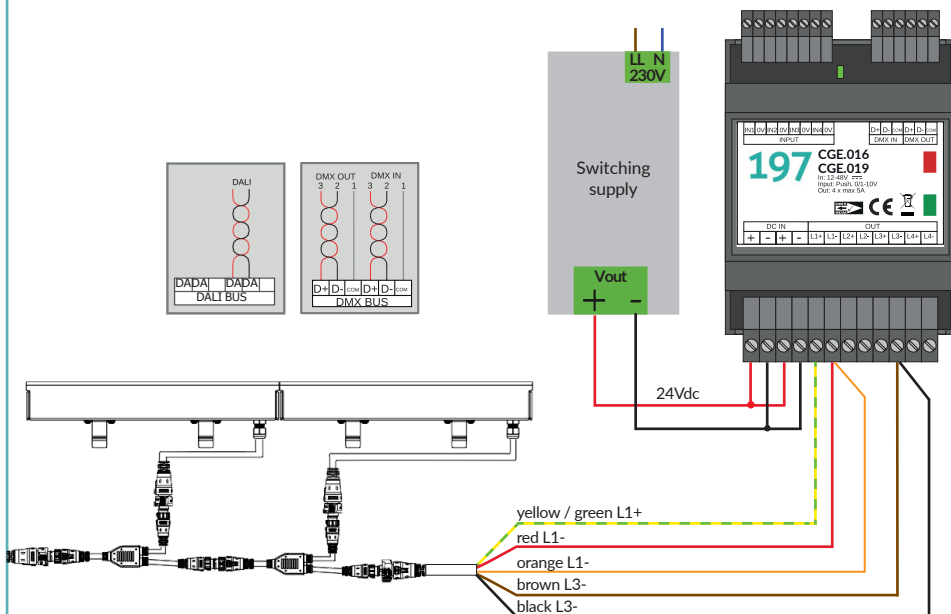 LL N
230V
Switching
supply
Vout
+ -
24Vdc
IN1 0V IN2 0V IN3 0V IN4 0V
INPUT
D+ D- COM D+ D- COM
DMX IN DMX OUT
197
CGE.016
CGE.019
In: 12-48V
Input: Push, 0/1-10V
Out: 4 x max 5A
CE
DC IN OUT
+ - + - L1+ L1- L2+ L2- L3+ L3- L4+ L4-
DALI
DADA DADA
DALI BUS
DMX OUT DMX IN
3 2 1 3 2 1
D+ D- COM D+ D- COM
DMX BUS
yellow / green L1+
red L1-
orange L1-
brown L3-
black L3-